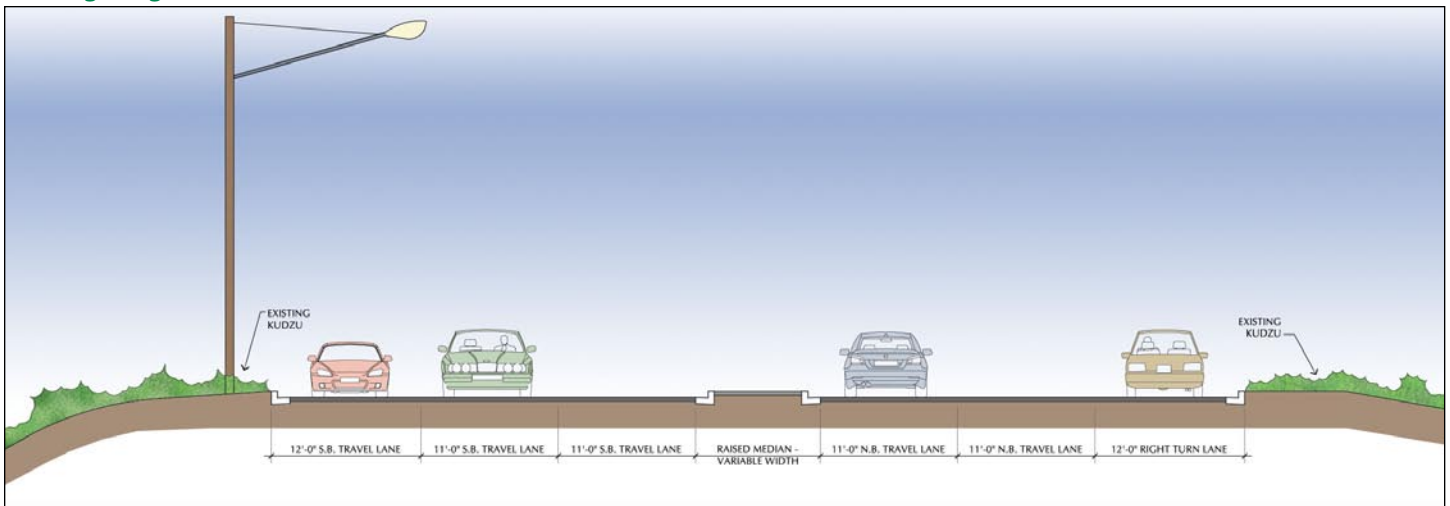 EXISTING
KUDZU
EXISTING
KUDZU
12'-0" S.B. TRAVEL LANE
11'-0" S.B. TRAVEL LANE
11'-0" S.B. TRAVEL LANE
RAISED MEDIAN -
VARIABLE WIDTH
11'-0" N.B. TRAVEL LANE
11'-0" N.B. TRAVEL LANE
12'-0" RIGHT TURN LANE